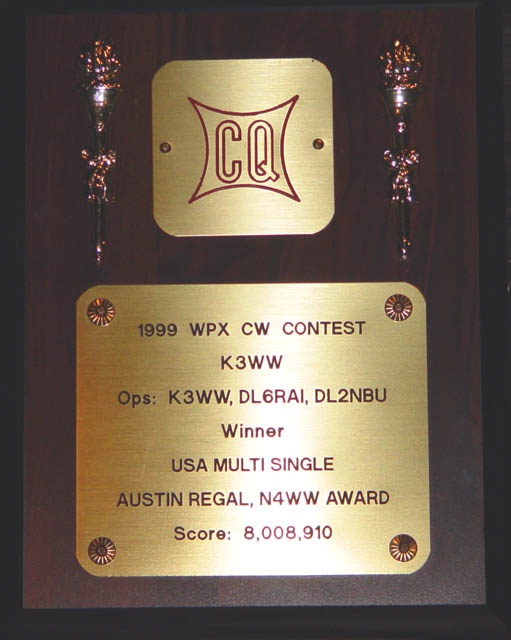 CQ
1999 WPX CW CONTEST
K3WW
Ops: K3WW, DL6RAI, DL2NBU
Winner
USA MULTI SINGLE
AUSTIN REGAL, N4WW AWARD
Score: 8,008,910